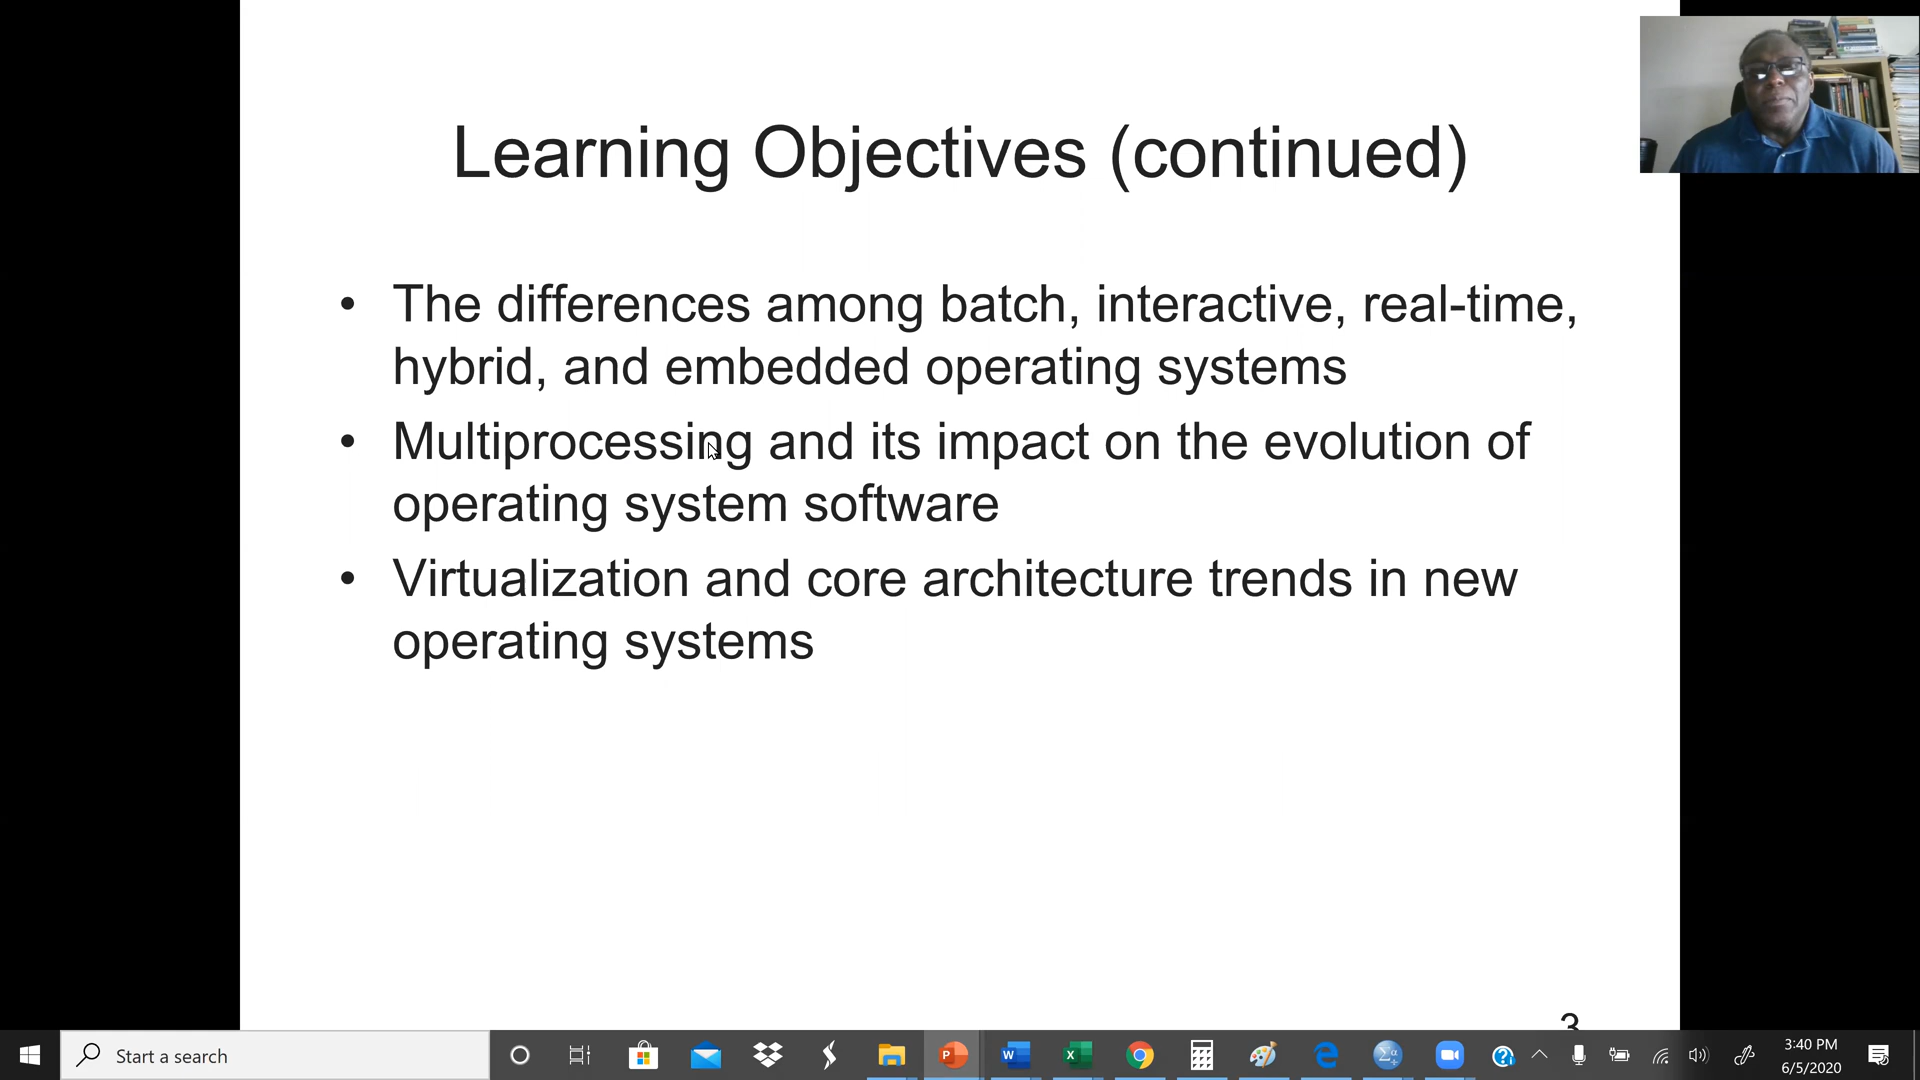 Learning Objectives (continued)
• The differences among batch, interactive, real-time,
hybrid, and embedded operating systems
• Multiprocessing and its impact on the evolution of
operating system software
• Virtualization and core architecture trends in new
operating systems
3
Start a search
3:40 PM
6/5/2020